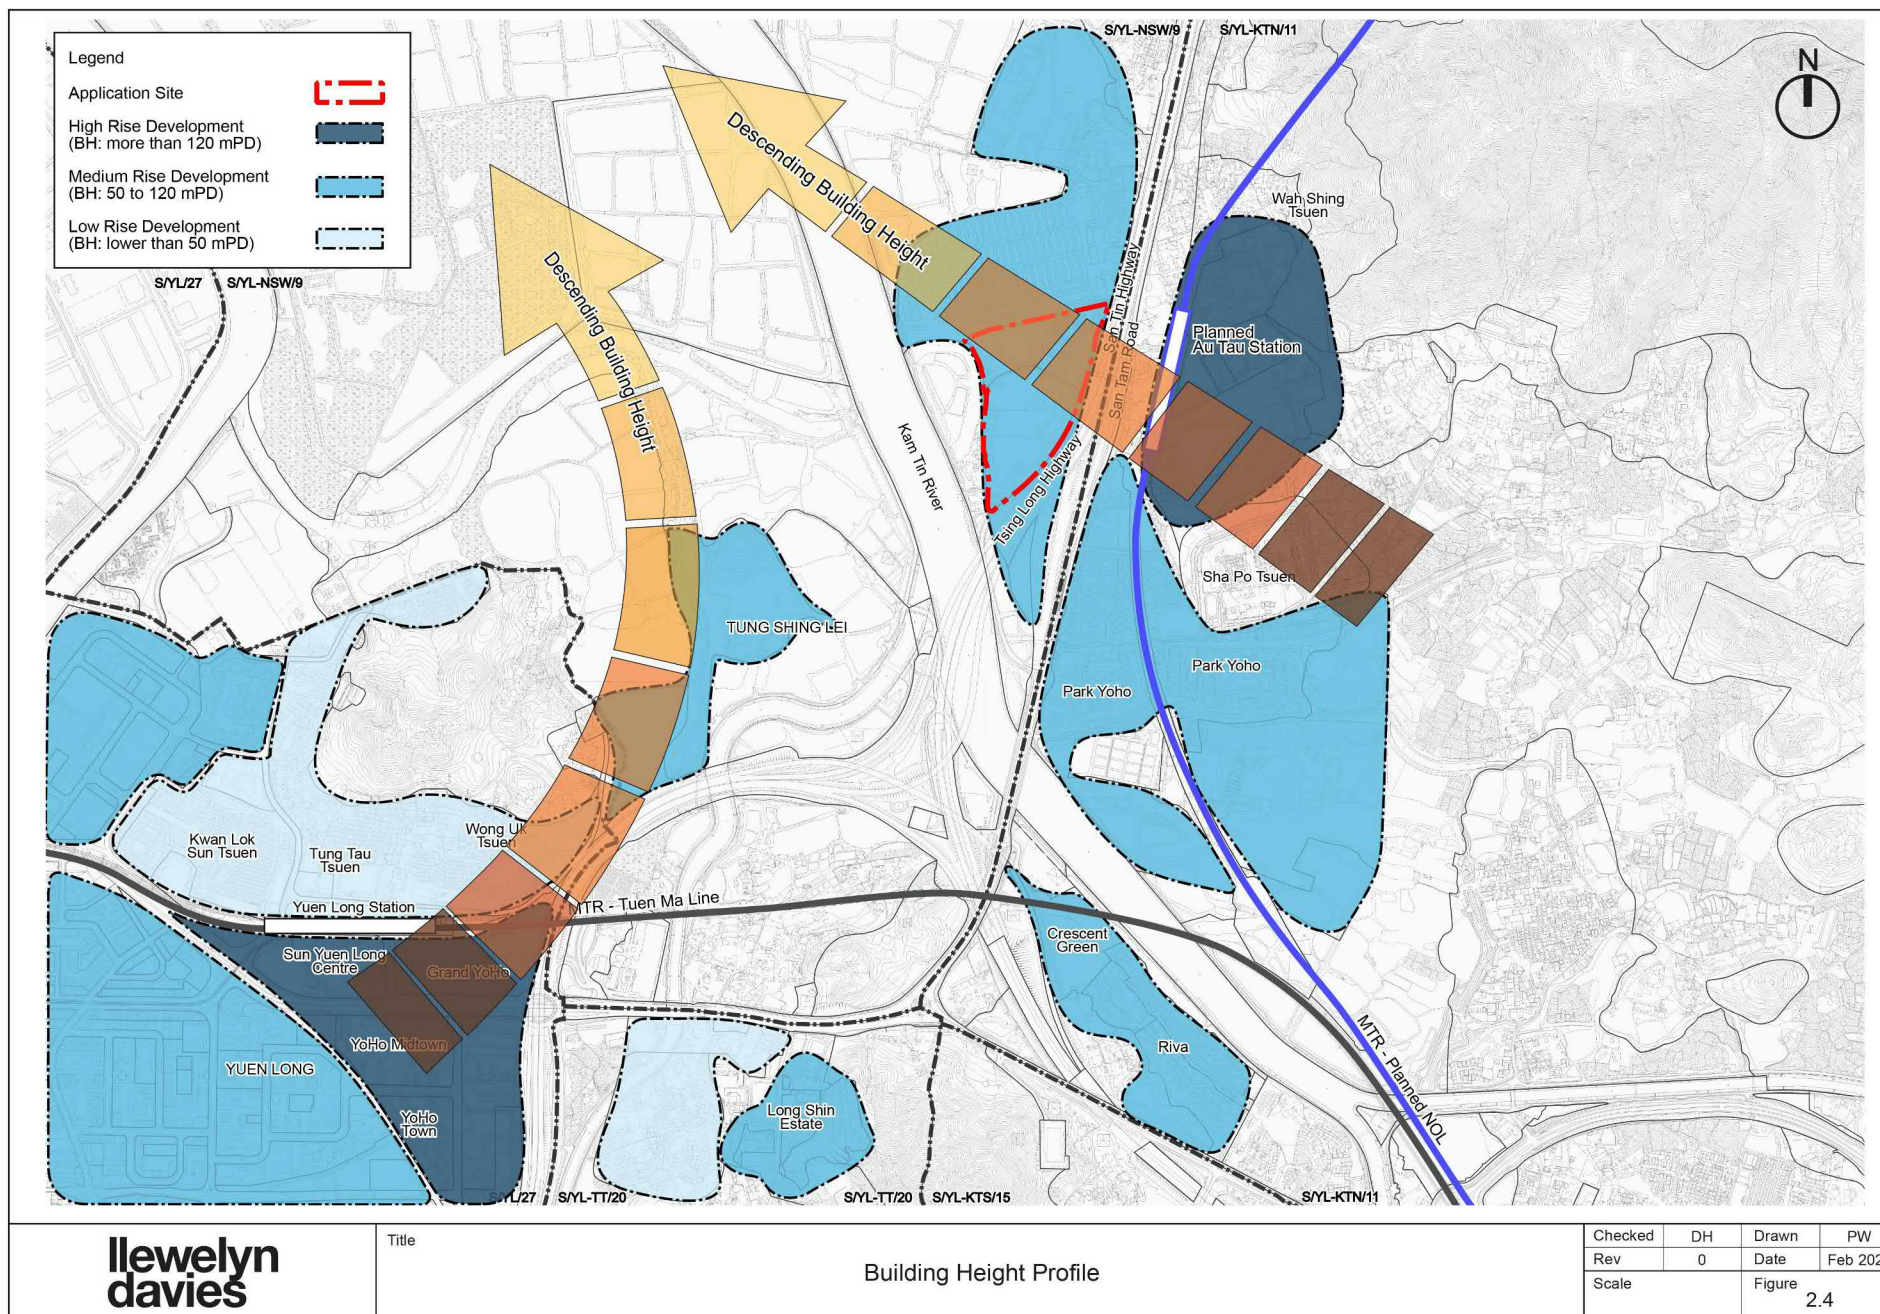 Legend
Application Site
High Rise Development
(BH: more than 120 mPD)
Medium Rise Development
(BH: 50 to 120 mPD)
Low Rise Development
(BH: lower than 50 mPD)
S/YL-NSW/9
S/YL-KTN/11
N
Descending Building Height
Wah Shing
Tsuen
San Tin Highway
San Tam Road
Planned
Au Tau Station
S/YL/27
S/YL-NSW/9
Descending Building Height
Kam Tin River
Tsing Long Highway
Sha Po Tsuen
TUNG SHING LEI
Park Yoho
Park Yoho
Kwan Lok
Sun Tsuen
Tung Tau
Tsuen
Wong Uk
Tsuen
Yuen Long Station
MTR - Tuen Ma Line
Sun Yuen Long
Centre
Grand YoHo
Crescent
Green
YoHo Midtown
YUEN LONG
Riva
MTR - Planned NOL
YoHo
Town
Long Shin
Estate
S/YL/27
S/YL-TT/20
S/YL-TT/20
S/YL-KTS/15
S/YL-KTN/11
llewelyn
davies
Title
Building Height Profile
Checked DH Drawn PW
Rev 0 Date Feb 202
Scale Figure
2.4